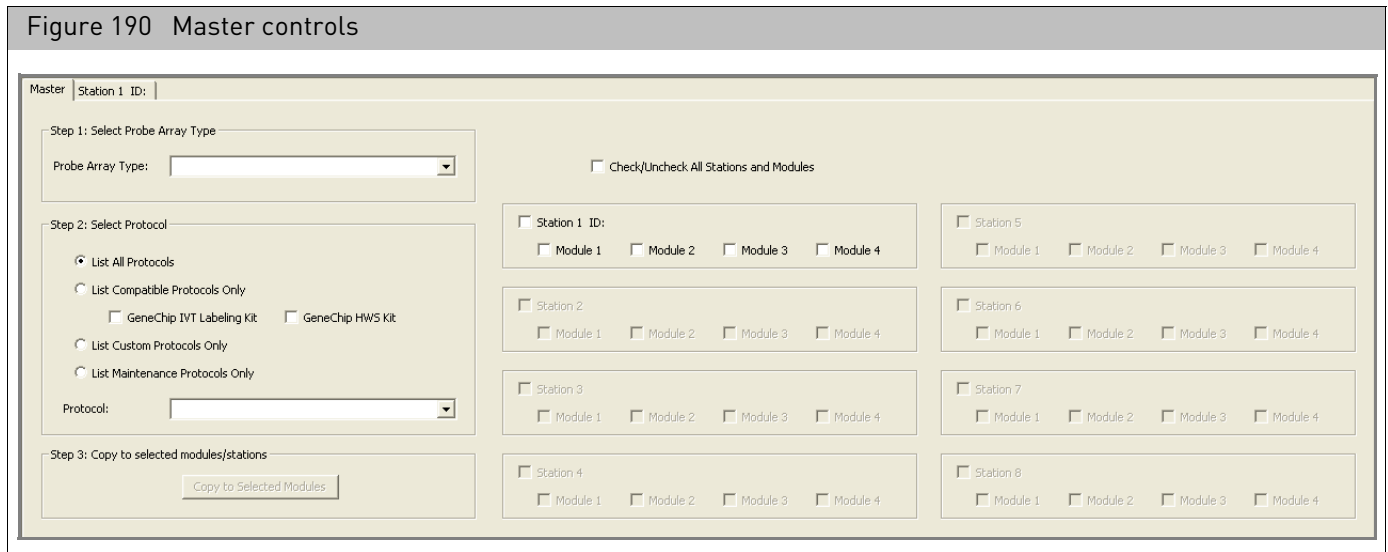 Figure 190 Master controls
Master Station 1 ID:
Step 1: Select Probe Array Type
Probe Array Type:
Check/Uncheck All Stations and Modules
Step 2: Select Protocol
List All Protocols
List Compatible Protocols Only
GeneChip IVT Labeling Kit GeneChip HWS Kit
List Custom Protocols Only
List Maintenance Protocols Only
Protocol:
Step 3: Copy to selected modules/stations
Copy to Selected Modules
Station 1 ID:
Module 1 Module 2 Module 3 Module 4
Station 2
Module 1 Module 2 Module 3 Module 4
Station 3
Module 1 Module 2 Module 3 Module 4
Station 4
Module 1 Module 2 Module 3 Module 4
Station 5
Module 1 Module 2 Module 3 Module 4
Station 6
Module 1 Module 2 Module 3 Module 4
Station 7
Module 1 Module 2 Module 3 Module 4
Station 8
Module 1 Module 2 Module 3 Module 4